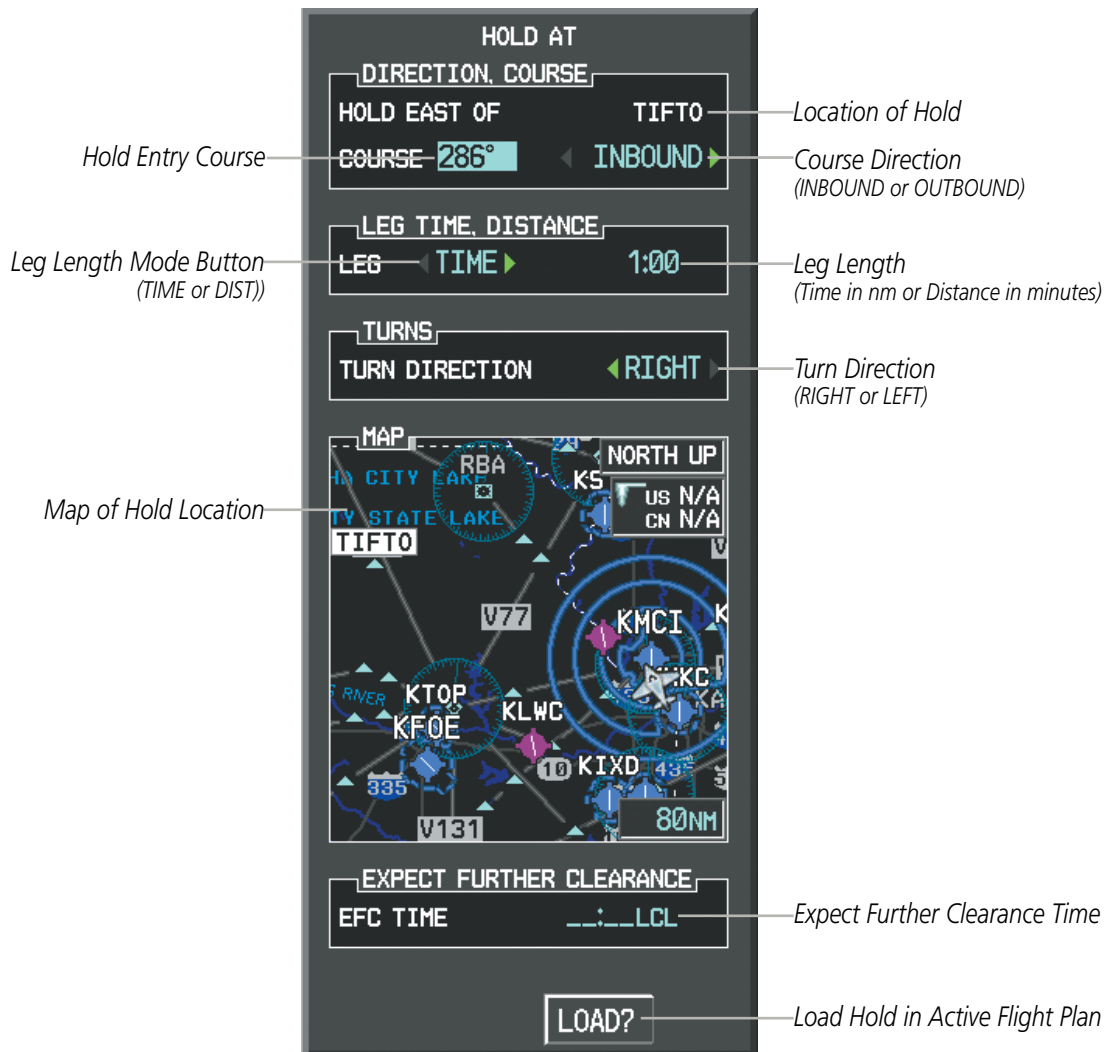 HOLD AT
DIRECTION, COURSE
HOLD EAST OF TIFTO
Location of Hold
Hold Entry Course
COURSE 286° INBOUND
Course Direction
(INBOUND or OUTBOUND)
LEG TIME, DISTANCE
Leg Length Mode Button
(TIME or DIST))
LEG TIME 1:00
Leg Length
(Time in nm or Distance in minutes)
TURNS
TURN DIRECTION RIGHT
Turn Direction
(RIGHT or LEFT)
MAP
NORTH UP
RBA
CITY
KS
US N/A
CN N/A
Map of Hold Location
STATE LAKE
TIFTO
V77
KMCI
K
KC
KA
RIVER
KTOP
KLWC
KFOE
10
KIXD
435
335
V131
80NM
EXPECT FURTHER CLEARANCE
EFC TIME __:__LCL
Expect Further Clearance Time
LOAD?
Load Hold in Active Flight Plan